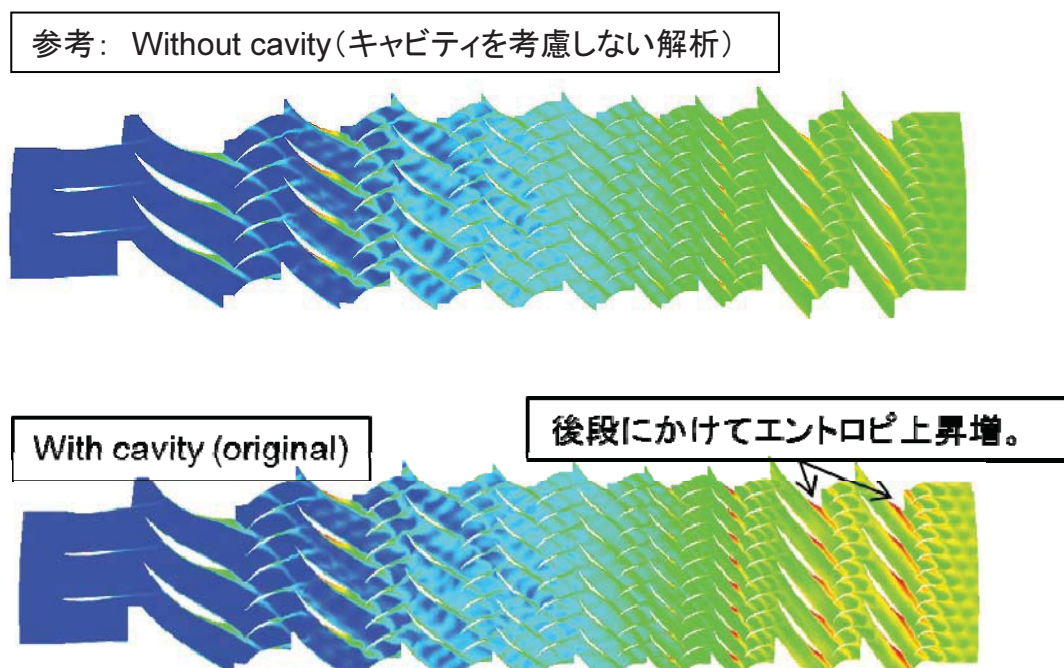 参考： Without cavity（キャビティを考慮しない解析）
With cavity (original)
後段にかけてエントロピ上昇増。